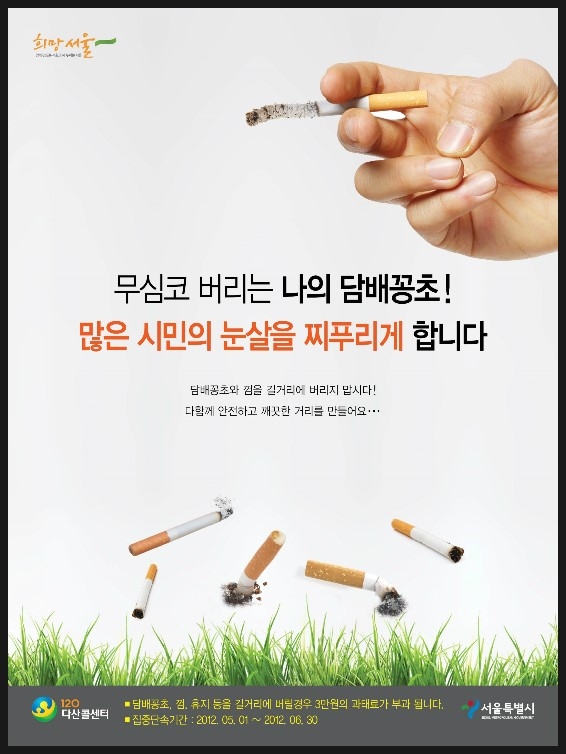 희망서울
무심코 버리는 나의 담배꽁초!
많은 시민의 눈살을 찌푸리게 합니다
담배꽁초와 껌을 길거리에 버리지 맙시다!
다함께 안전하고 깨끗한 거리를 만들어요···
120
다산콜센터
■ 담배꽁초, 껌, 휴지 등을 길거리에 버릴경우 3만원의 과태료가 부과 됩니다.
■ 집중단속기간 : 2012. 05. 01 ~ 2012. 06. 30
서울특별시
SEOUL METROPOLITAN GOVERNMENT